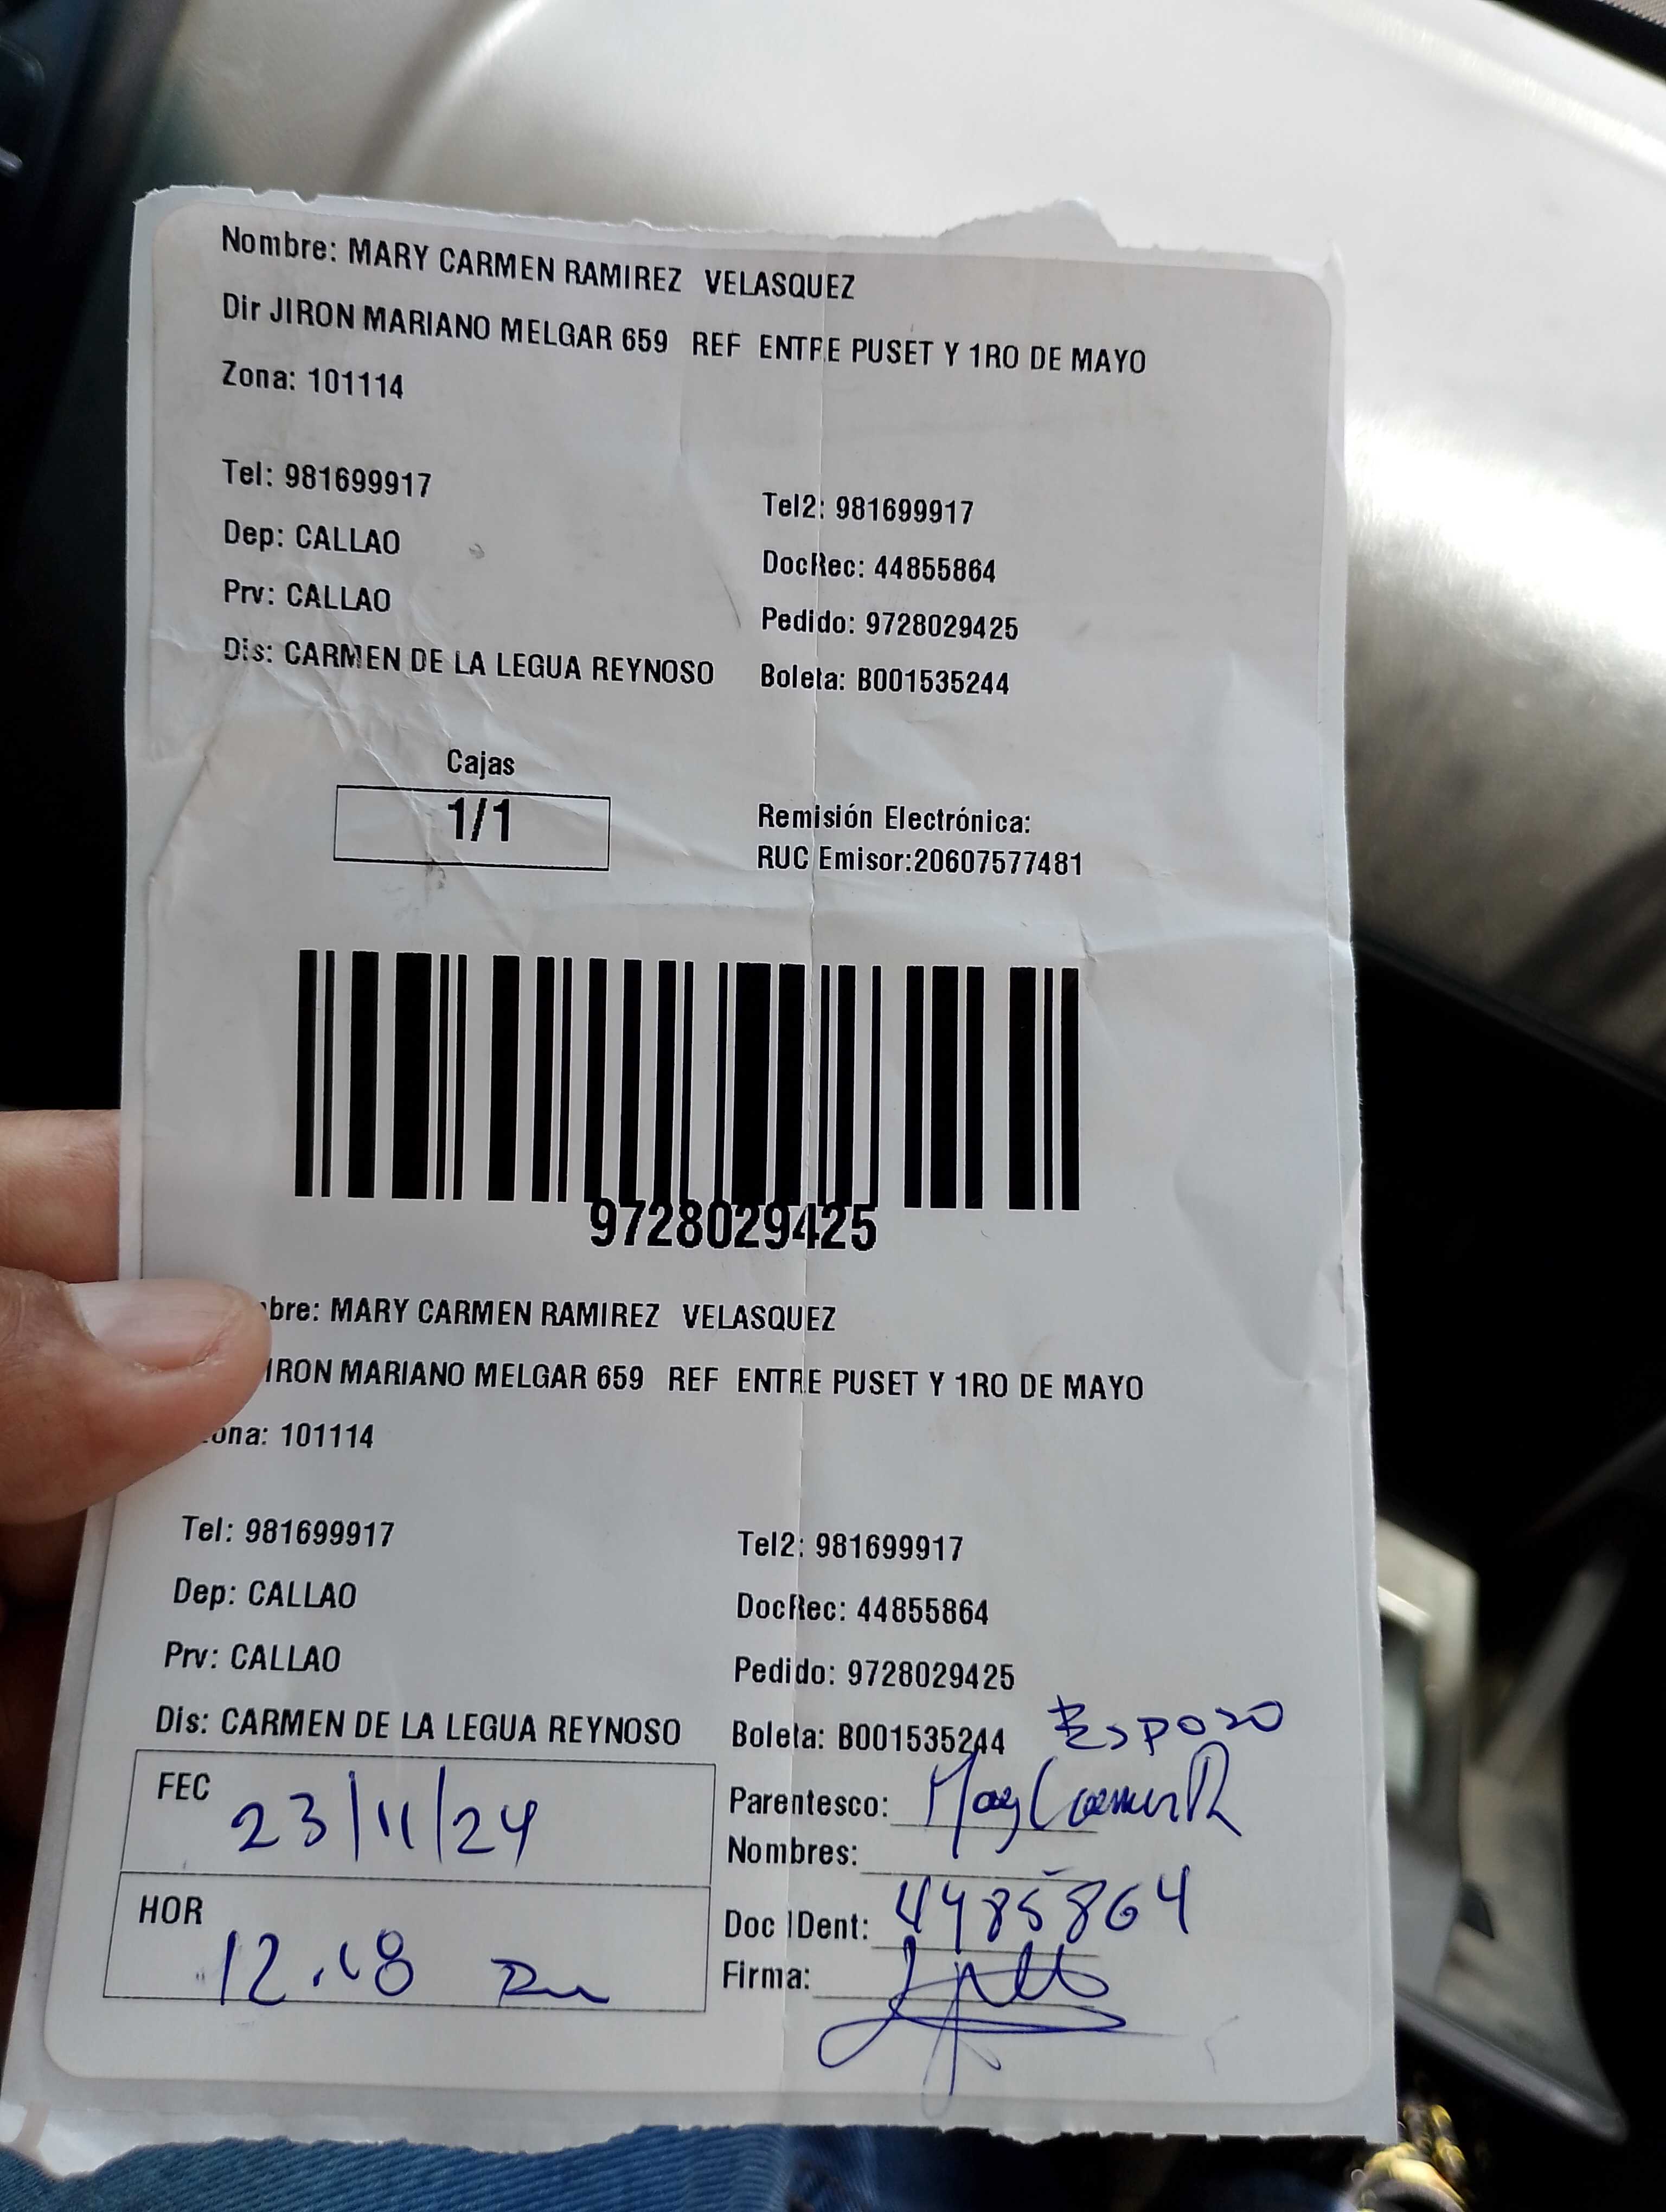 Nombre: MARY CARMEN RAMIREZ VELASQUEZ
Dir JIRON MARIANO MELGAR 659 REF ENTRE PUSET Y 1RO DE MAYO
Zona: 101114
Tel: 981699917 Tel2: 981699917
Dep: CALLAO DocRec: 44855864
Prv: CALLAO Pedido: 9728029425
Dis: CARMEN DE LA LEGUA REYNOSO Boleta: B001535244
Cajas
1/1
Remisión Electrónica:
RUC Emisor:20607577481
9728029425
bre: MARY CARMEN RAMIREZ VELASQUEZ
IRON MARIANO MELGAR 659 REF ENTRE PUSET Y 1RO DE MAYO
ona: 101114
Tel: 981699917 Tel2: 981699917
Dep: CALLAO DocRec: 44855864
Prv: CALLAO Pedido: 9728029425
Dis: CARMEN DE LA LEGUA REYNOSO Boleta: B001535244
Esposo
FEC 23/11/24
Parentesco:
Nombres:
HOR 12.18
Doc IDent: 4485864
Firma: